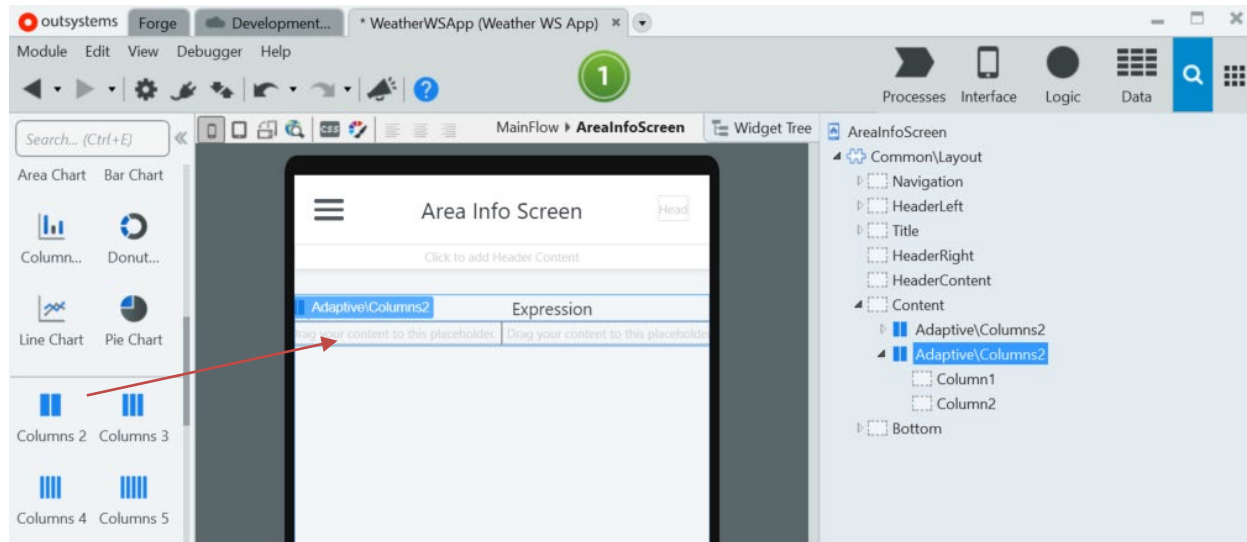 outsystems Forge Development... * WeatherWSApp (Weather WS App)
Module Edit View Debugger Help
1
Processes Interface Logic Data
Search... (Ctrl+E)
CSS
MainFlow AreaInfoScreen Widget Tree
Area Chart Bar Chart
Column... Donut...
Line Chart Pie Chart
Columns 2 Columns 3
Columns 4 Columns 5
Area Info Screen Head
Click to add Header Content
Adaptive\Columns2 Expression
Drag your content to this placeholder Drag your content to this placeholder
AreaInfoScreen
Common\Layout
Navigation
HeaderLeft
Title
HeaderRight
HeaderContent
Content
Adaptive\Columns2
Adaptive\Columns2
Column1
Column2
Bottom